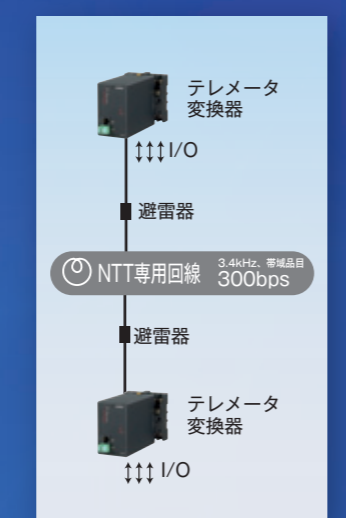 テレメータ
変換器
I/O
避雷器
NTT専用回線 3.4kHz、帯域品目
300bps
避雷器
テレメータ
変換器
I/O